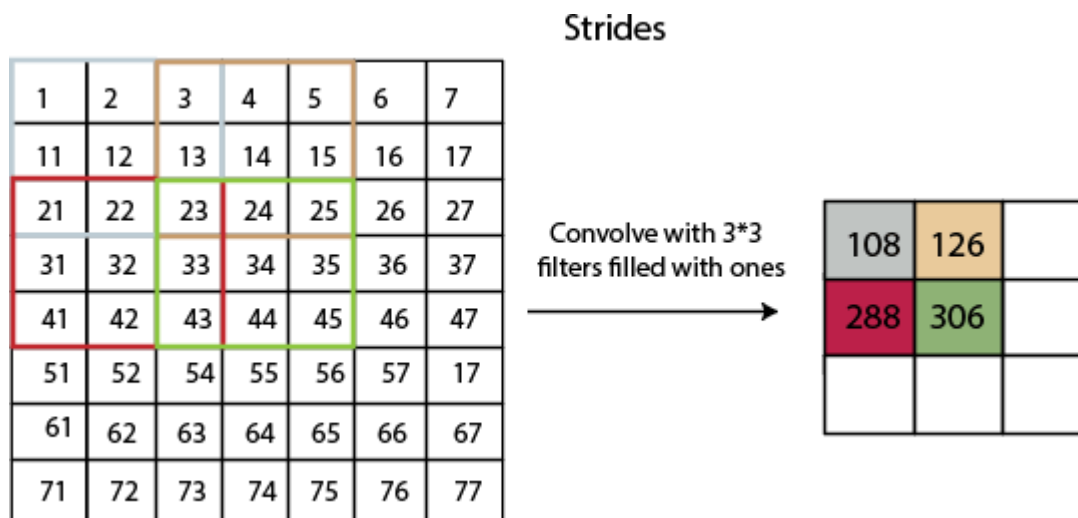 Strides
1 2 3 4 5 6 7
11 12 13 14 15 16 17
21 22 23 24 25 26 27
31 32 33 34 35 36 37
41 42 43 44 45 46 47
51 52 54 55 56 57 17
61 62 63 64 65 66 67
71 72 73 74 75 76 77
Convolve with 3*3
filters filled with ones
108 126
288 306